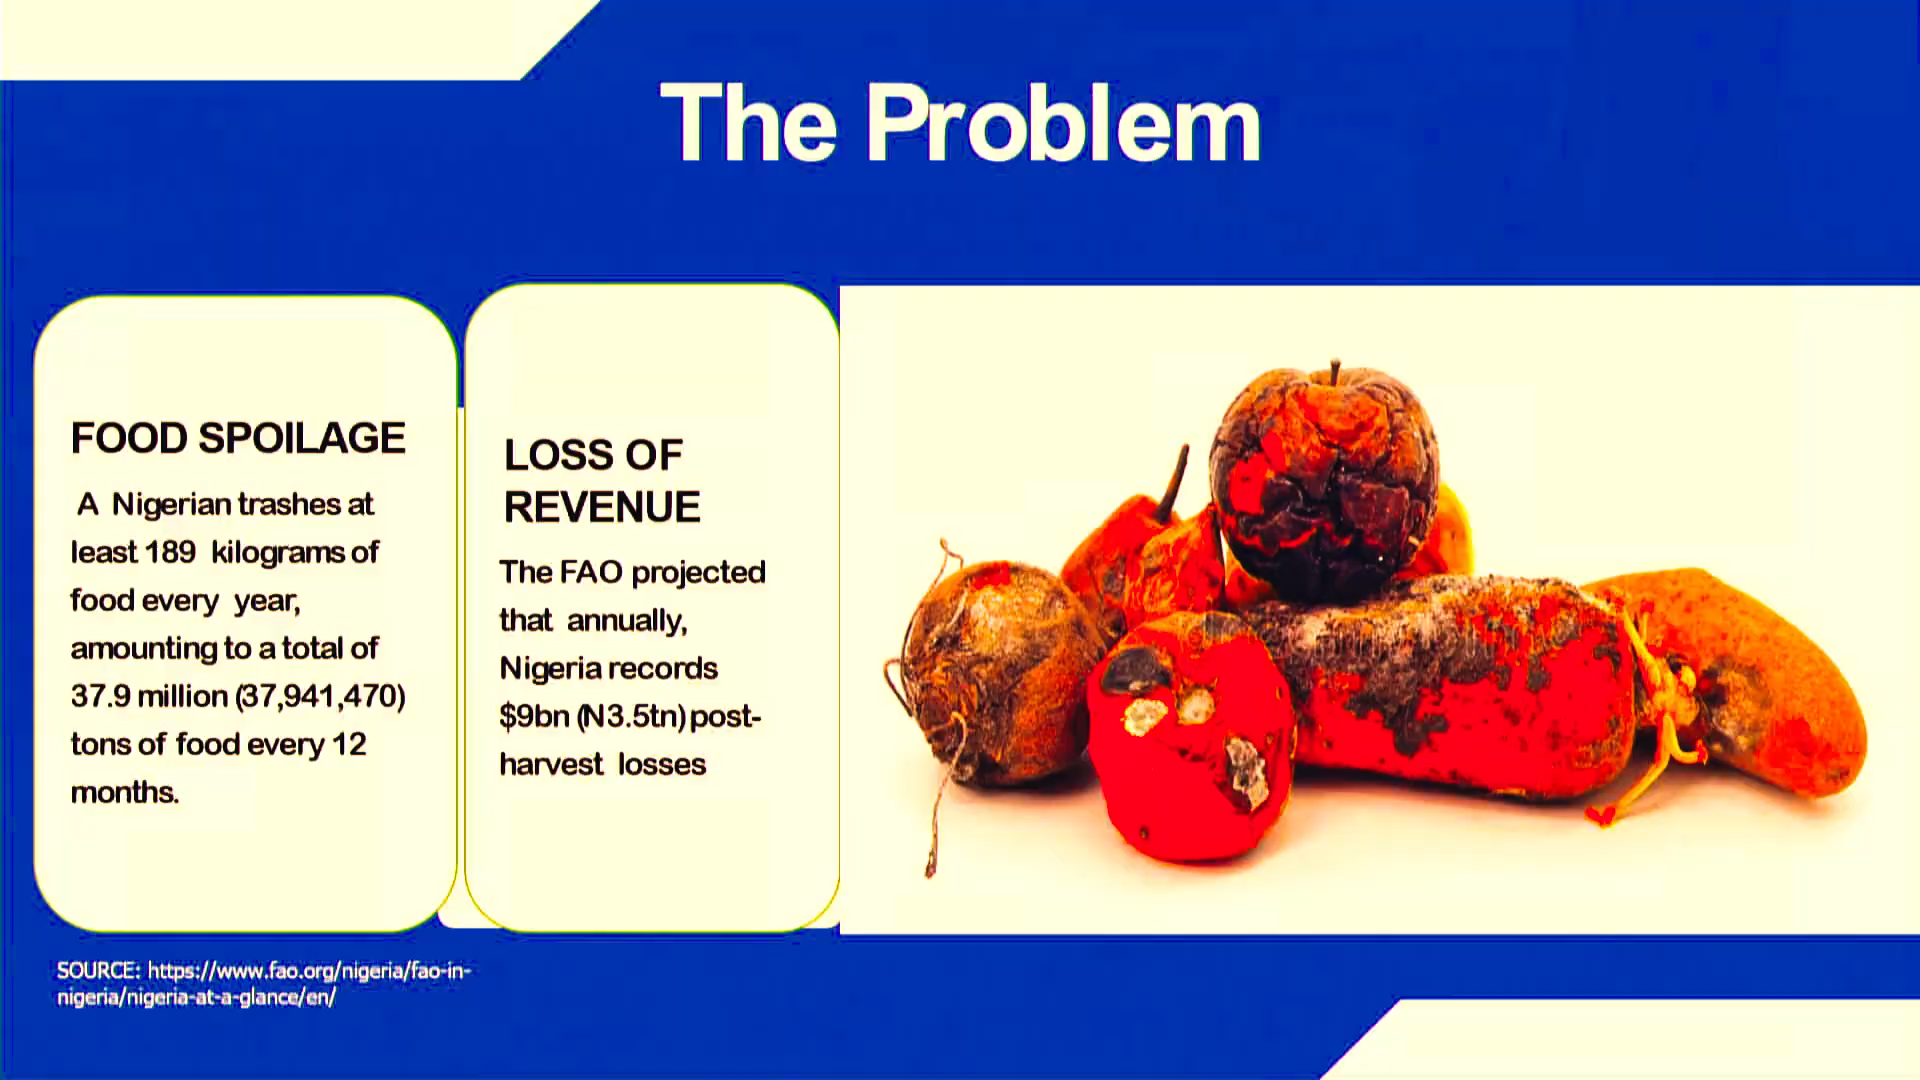 The Problem
FOOD SPOILAGE
A Nigerian trashes at
least 189 kilograms of
food every year,
amounting to a total of
37.9 million (37,941,470)
tons of food every 12
months.
LOSS OF
REVENUE
The FAO projected
that annually,
Nigeria records
$9bn (N3.5tn) post-
harvest losses
SOURCE: https://www.fao.org/nigeria/fao-in-
nigeria/nigeria-at-a-glance/en/